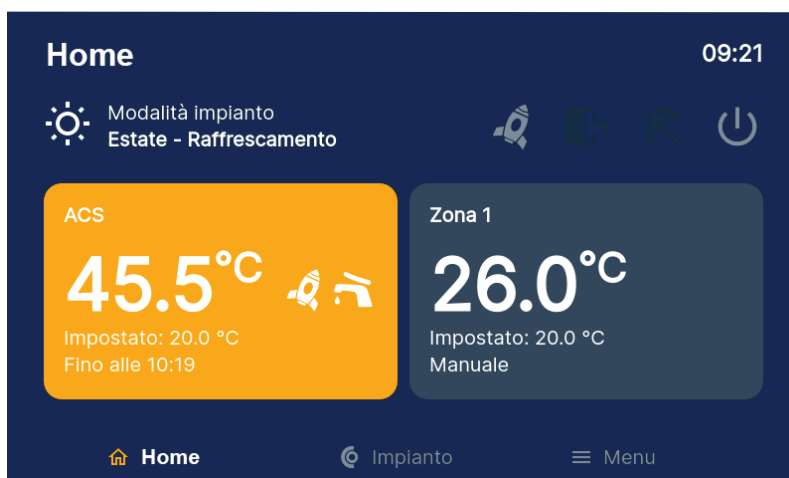 Home
09:21
Modalità impianto
Estate - Raffrescamento
ACS
45.5°C
Impostato: 20.0 °C
Fino alle 10:19
Zona 1
26.0°C
Impostato: 20.0 °C
Manuale
Home
Impianto
Menu